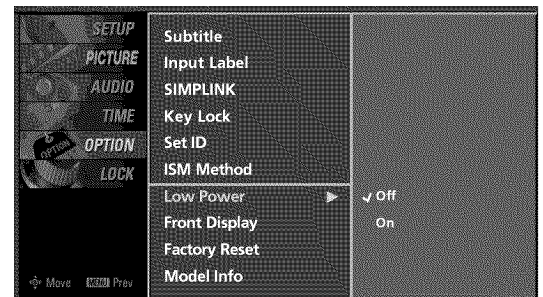 SETUP
PICTURE
AUDIO
TIME
OPTION
OPTION
LOCK
Move MENU Prev
Subtitle
Input Label
SIMPLINK
Key Lock
Set ID
ISM Method
Low Power
Front Display
Factory Reset
Model Info
Off
On